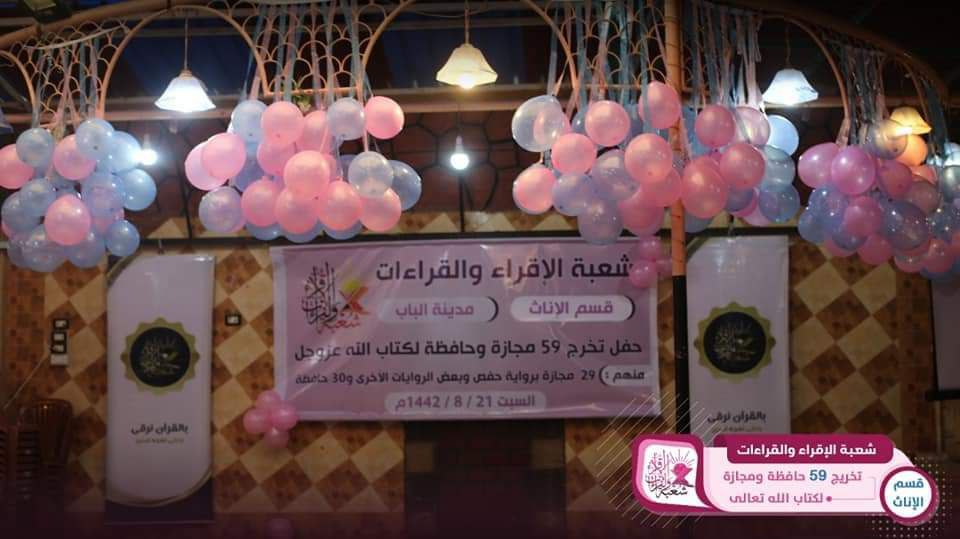 شعبة الإقراء والقراءات
قسم الإناث
مدينة الباب
حفل تخرج 59 مجازة وحافظة لكتاب الله عزوجل
منهم : 29 مجازة برواية حفص وبعض الروايات الأخرى و30 حافظة
السبت 21 / 8 / 1442م
بالقرآن نرقى
بالقرآن نرقى
شعبة الإقراء والقراءات
تخريج 59 حافظة ومجازة
لكتاب الله تعالى
قسم
الإناث